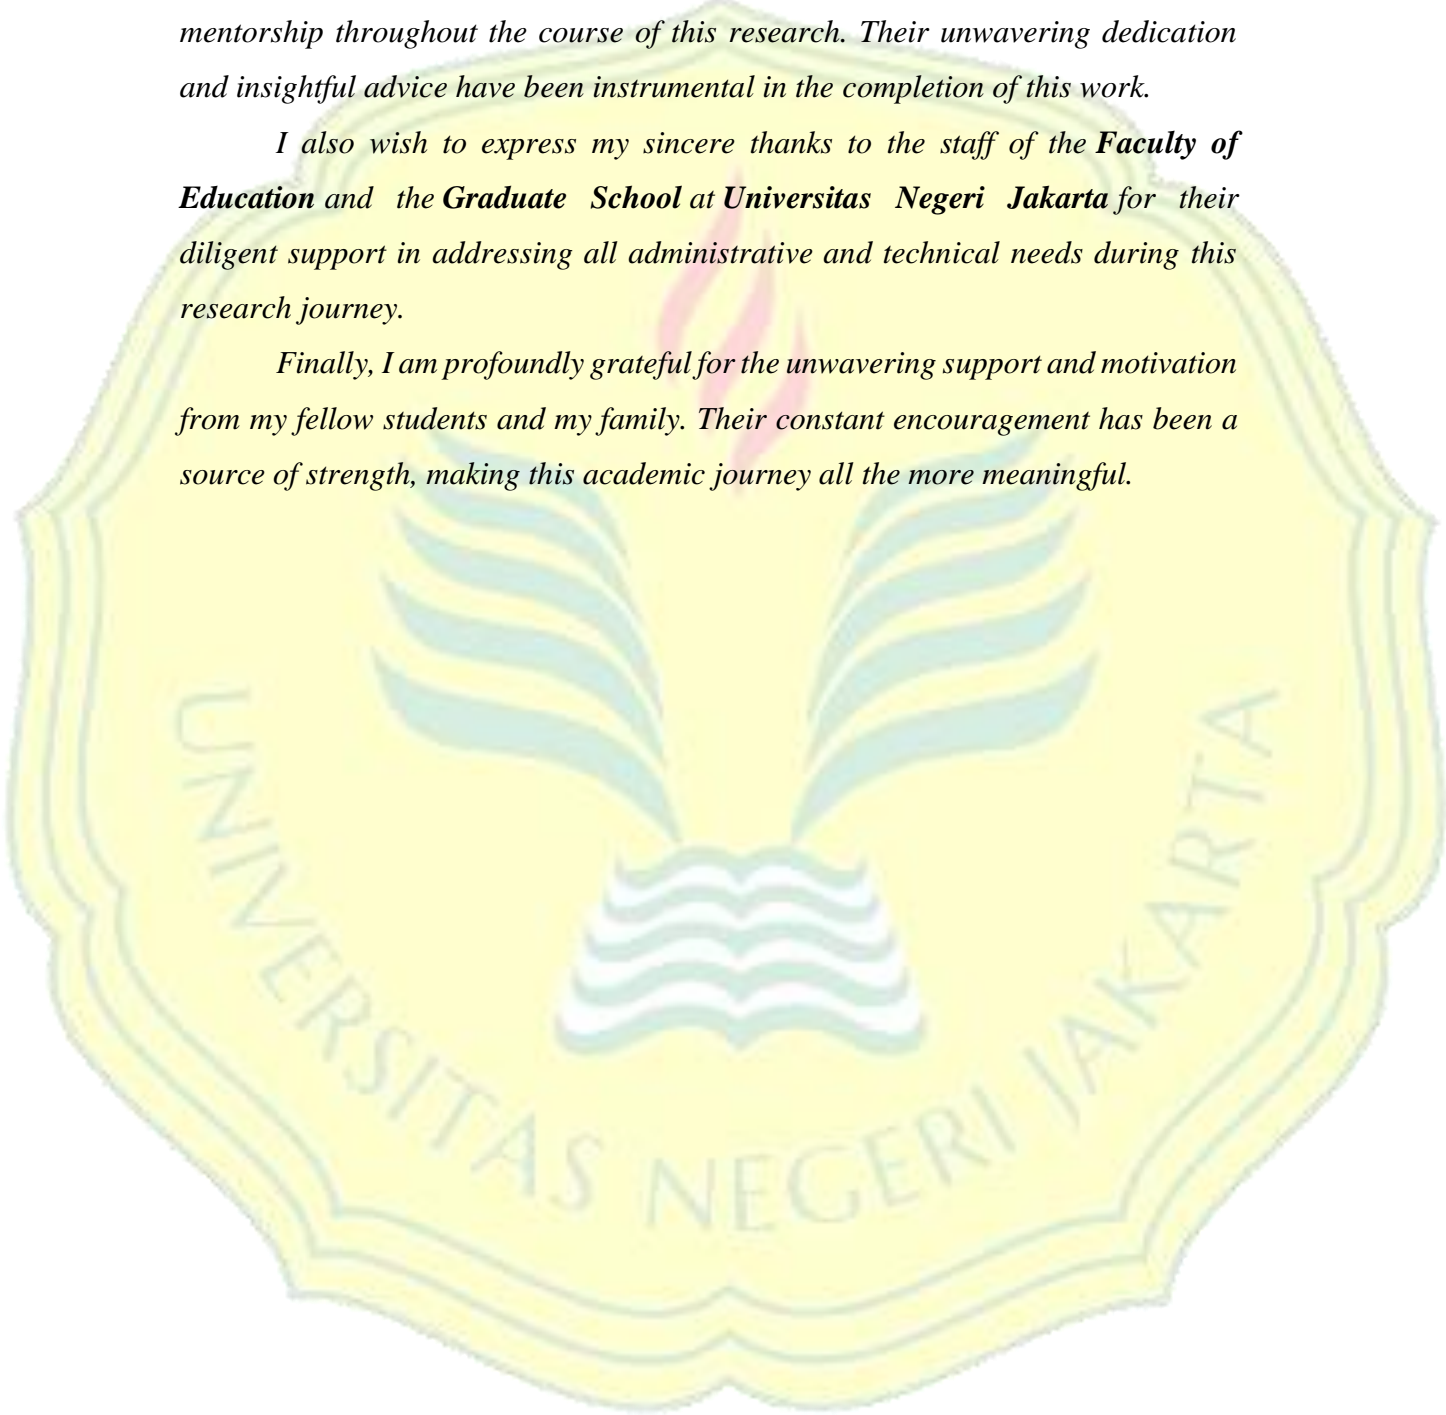 mentorship throughout the course of this research. Their unwavering dedication
and insightful advice have been instrumental in the completion of this work.
I also wish to express my sincere thanks to the staff of the Faculty of
Education and the Graduate School at Universitas Negeri Jakarta for their
diligent support in addressing all administrative and technical needs during this
research journey.
Finally, I am profoundly grateful for the unwavering support and motivation
from my fellow students and my family. Their constant encouragement has been a
source of strength, making this academic journey all the more meaningful.
UNIVERSITAS NEGERI JAKARTA